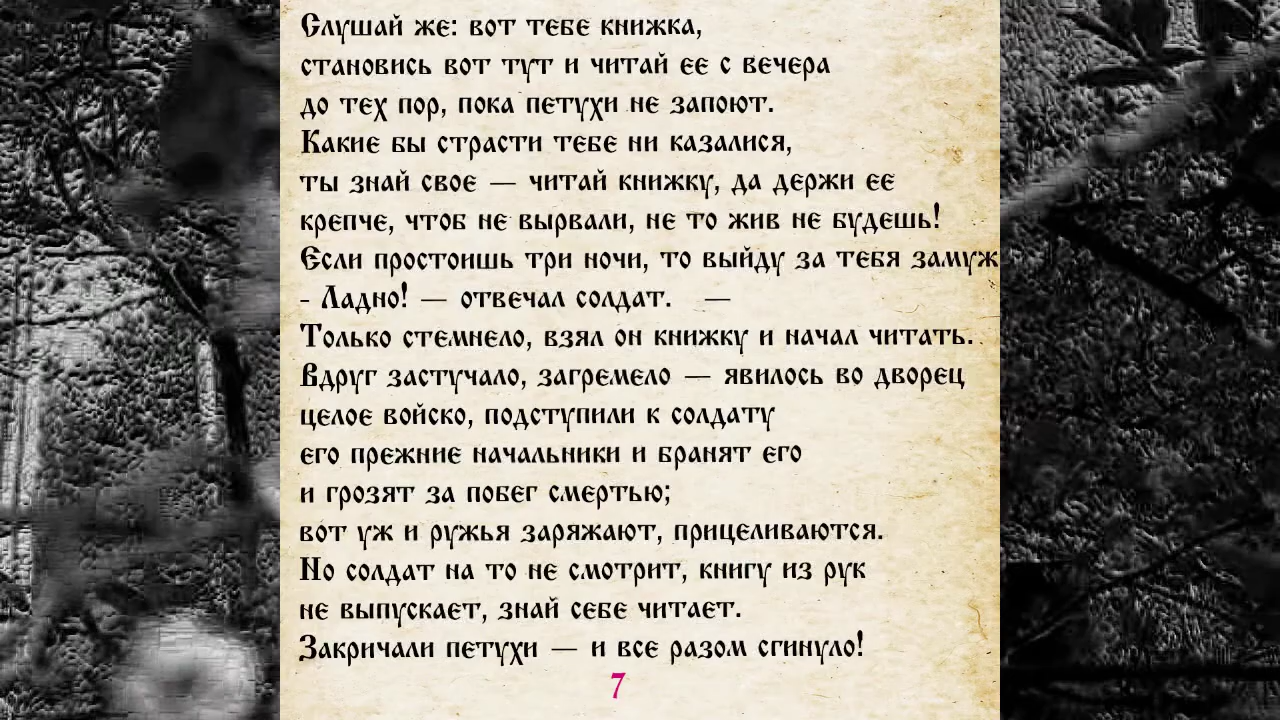 Слушай же: вот тебе книжка,
становись вот тут и читай ее с вечера
до тех пор, пока петухи не запоют.
Какие бы страсти тебе ни казалися,
ты знай свое — читай книжку, да держи ее
крепче, чтоб не вырвали, не то жив не будешь!
Если простоишь три ночи, то выйду за тебя замуж
- Ладно! — отвечал солдат. —
Только стемнело, взял он книжку и начал читать.
Вдруг застучало, загремело — явилось во дворец
целое войско, подступили к солдату
его прежние начальники и бранят его
и грозят за побег смертью;
вот уж и ружья заряжают, прицеливаются.
Но солдат на то не смотрит, книгу из рук
не выпускает, знай себе читает.
Закричали петухи — и все разом сгинуло!
7